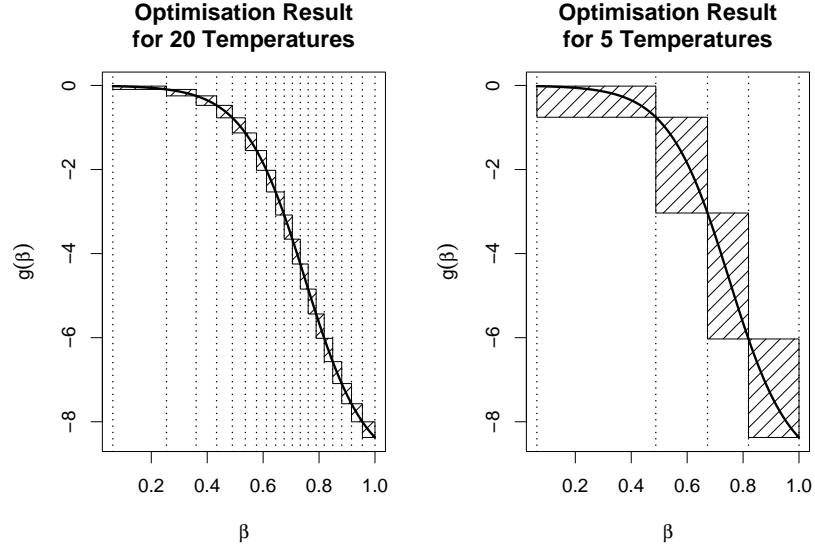 Optimisation Result
for 20 Temperatures
0
−2
−4
−6
−8
g(β)
0.2 0.4 0.6 0.8 1.0
β
Optimisation Result
for 5 Temperatures
0
−2
−4
−6
−8
g(β)
0.2 0.4 0.6 0.8 1.0
β